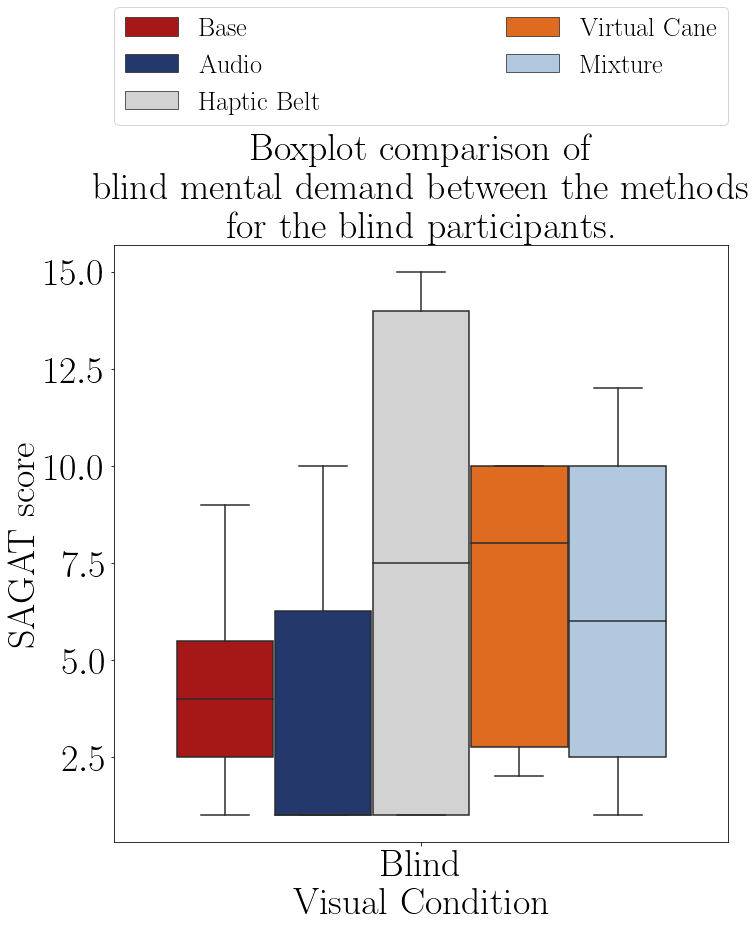 Base
Audio
Haptic Belt
Virtual Cane
Mixture
Boxplot comparison of
blind mental demand between the methods
for the blind participants.
SAGAT score
15.0
12.5
10.0
7.5
5.0
2.5
Blind
Visual Condition